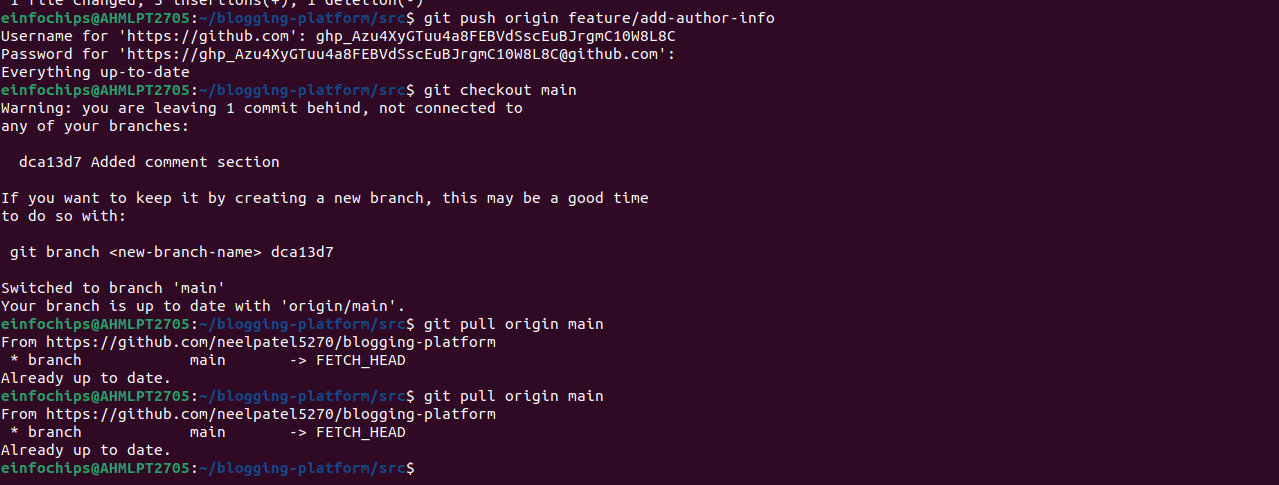 1 file changed, insertions(+), 1 deletion(-)
einfochips@AHMLPT2705:~/blogging-platform/src$ git push origin feature/add-author-info
Username for 'https://github.com': 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
Password for 'https://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@github.com':
Everything up-to-date
einfochips@AHMLPT2705:~/blogging-platform/src$ git checkout main
Warning: you are leaving 1 commit behind, not connected to
any of your branches:
dca13d7 Added comment section
If you want to keep it by creating a new branch, this may be a good time
to do so with:
git branch <new-branch-name> dca13d7
Switched to branch 'main'
Your branch is up to date with 'origin/main'.
einfochips@AHMLPT2705:~/blogging-platform/src$ git pull origin main
From https://github.com/neelpatel5270/blogging-platform
* branch            main       -> FETCH_HEAD
Already up to date.
einfochips@AHMLPT2705:~/blogging-platform/src$ git pull origin main
From https://github.com/neelpatel5270/blogging-platform
* branch            main       -> FETCH_HEAD
Already up to date.
einfochips@AHMLPT2705:~/blogging-platform/src$